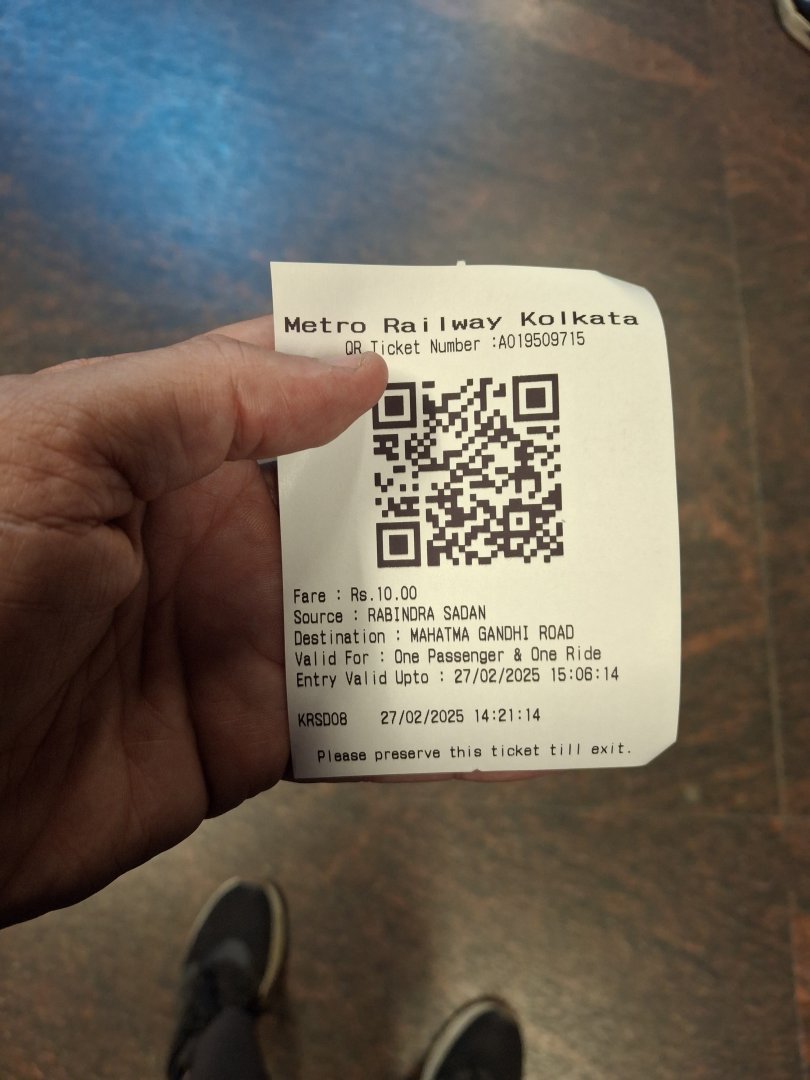 Metro Railway Kolkata
QR Ticket Number :A019509715
Fare : Rs.10.00
Source : RABINDRA SADAN
Destination : MAHATMA GANDHI ROAD
Valid For : One Passenger & One Ride
Entry Valid Upto : 27/02/2025 15:06:14
KRSD08 27/02/2025 14:21:14
Please preserve this ticket till exit.